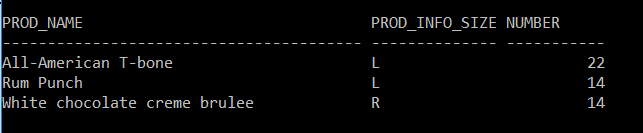 PROD_NAME PROD_INFO_SIZE NUMBER
---------------------------------------- -------------- -----------
All-American T-bone L 22
Rum Punch L 14
White chocolate creme brulee R 14